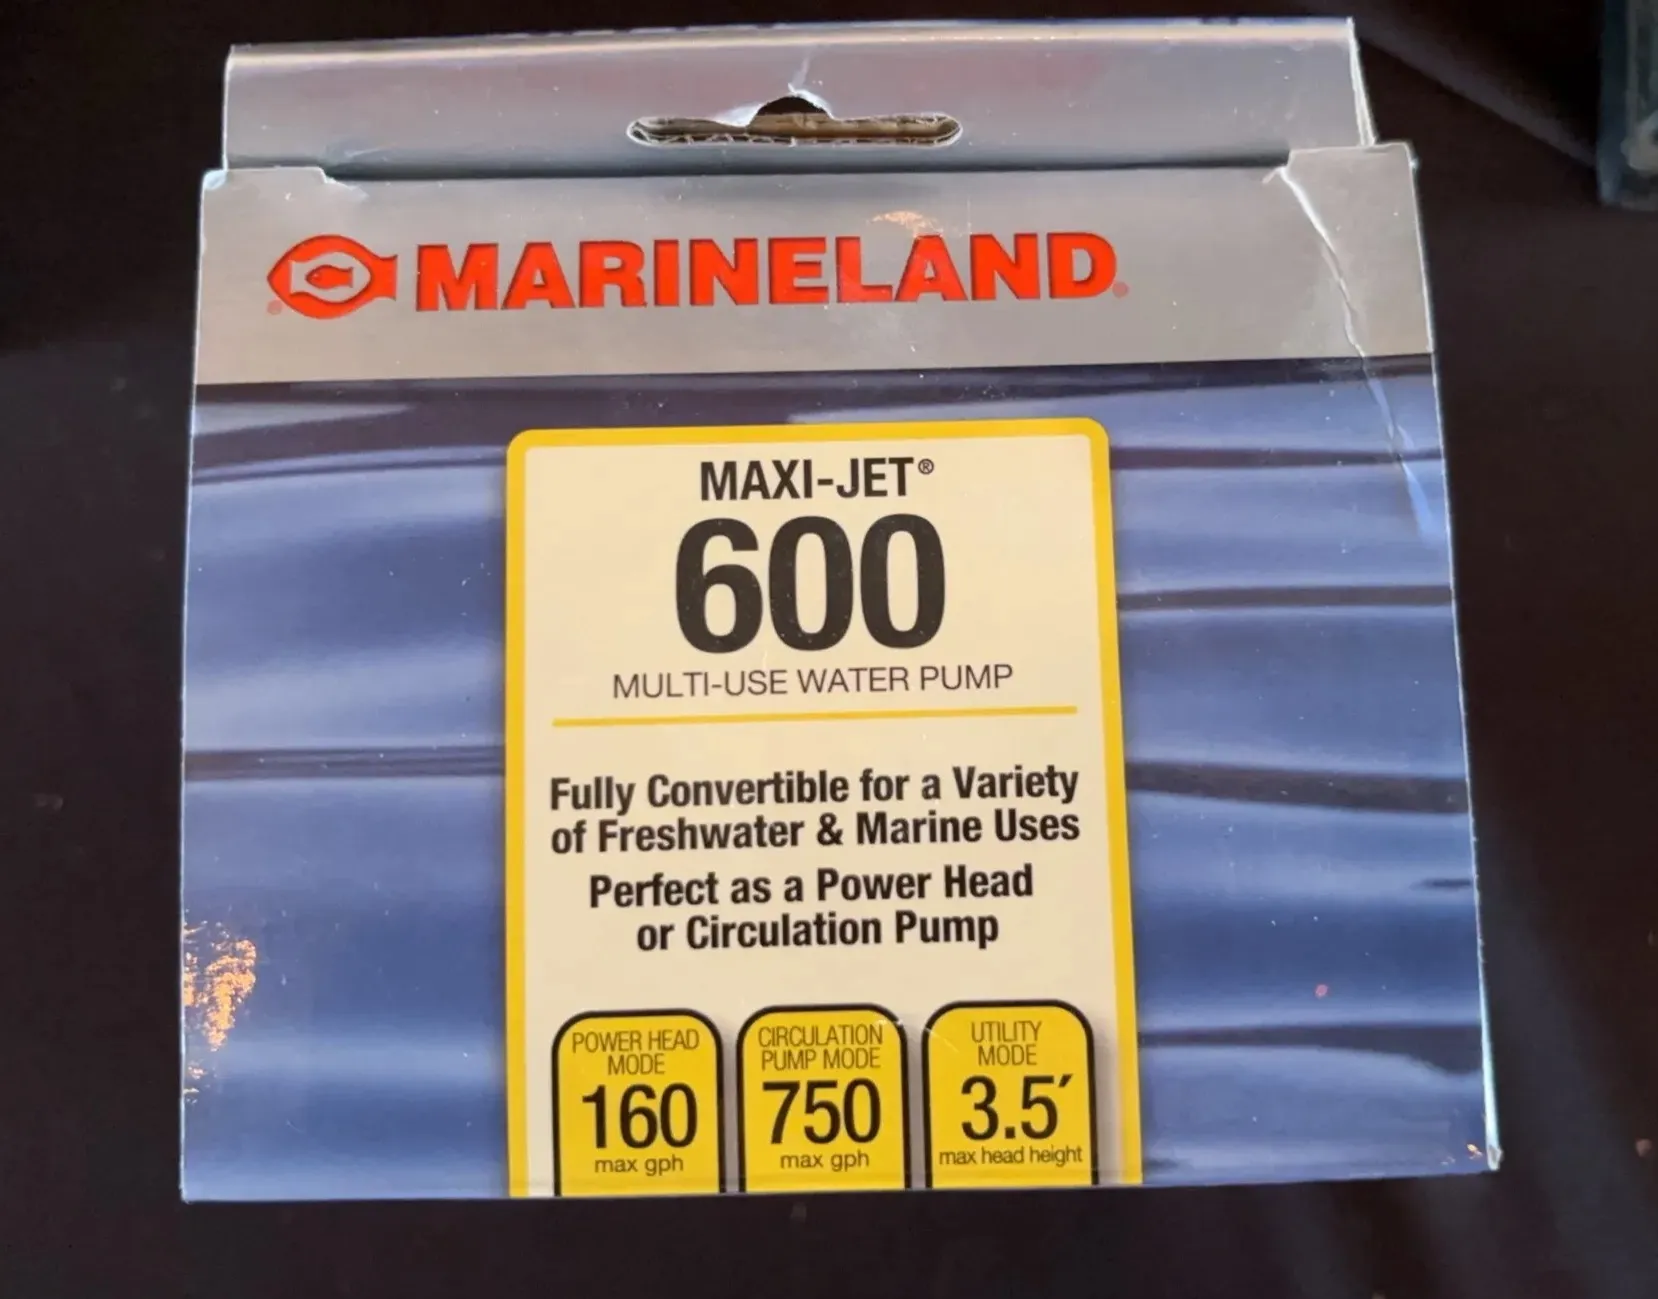 MARINELAND
MAXI-JET®
600
MULTI-USE WATER PUMP
Fully Convertible for a Variety
of Freshwater & Marine Uses
Perfect as a Power Head
or Circulation Pump
POWER HEAD
MODE
160
max gph
CIRCULATION
PUMP MODE
750
max gph
UTILITY
MODE
3.5′
max head height